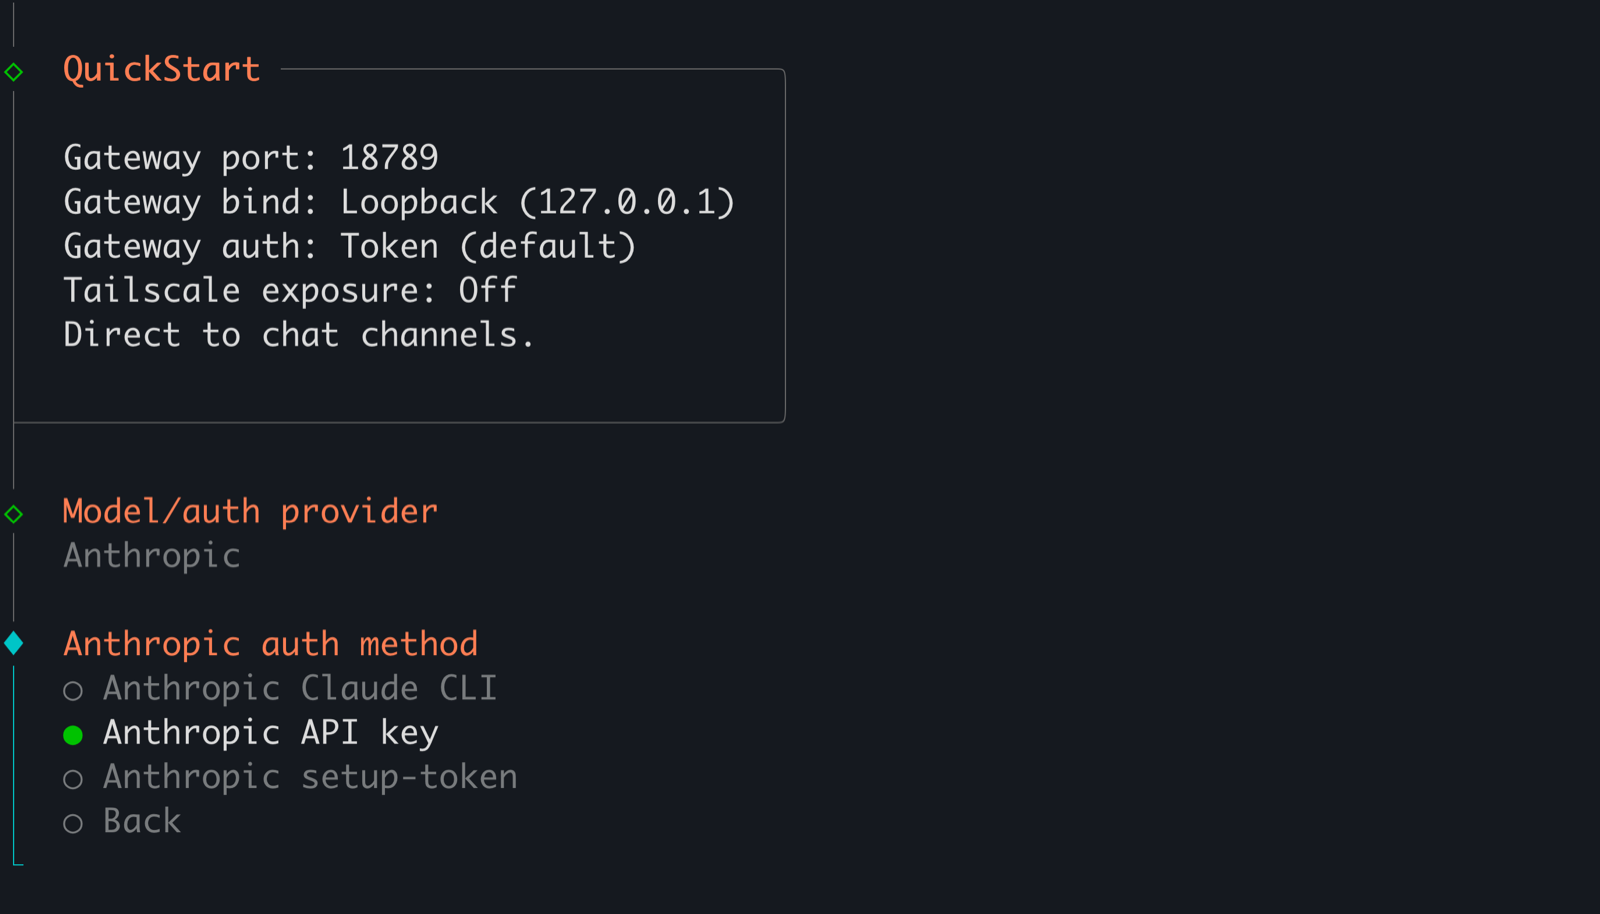 QuickStart
Gateway port: 18789
Gateway bind: Loopback (127.0.0.1)
Gateway auth: Token (default)
Tailscale exposure: Off
Direct to chat channels.
Model/auth provider
Anthropic
Anthropic auth method
Anthropic Claude CLI
Anthropic API key
Anthropic setup-token
Back